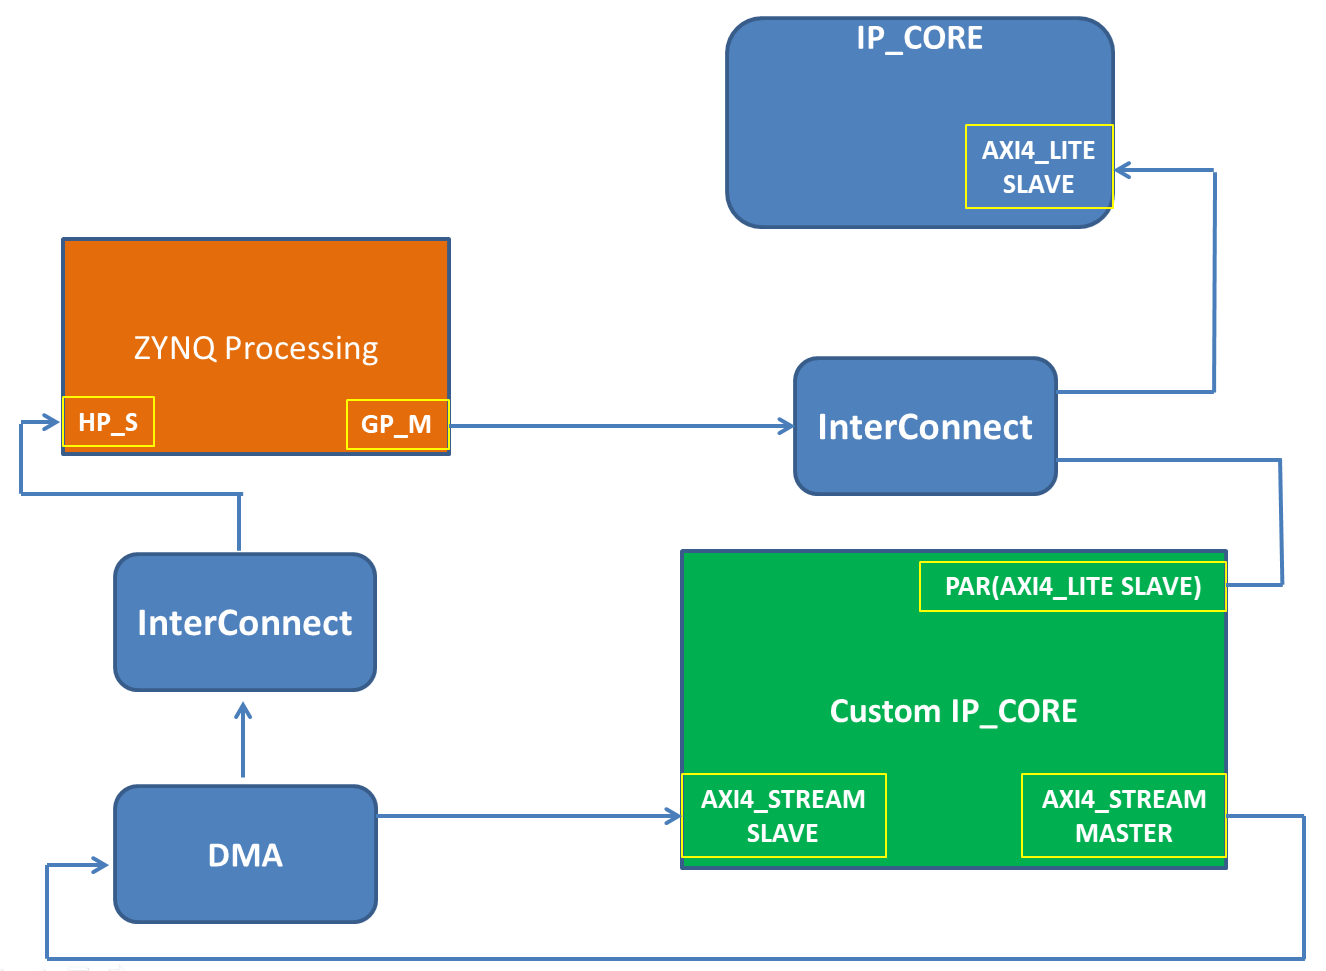 IP_CORE
AXI4_LITE
SLAVE
ZYNQ Processing
HP_S
GP_M
InterConnect
InterConnect
PAR(AXI4_LITE SLAVE)
Custom IP_CORE
AXI4_STREAM
SLAVE
AXI4_STREAM
MASTER
DMA